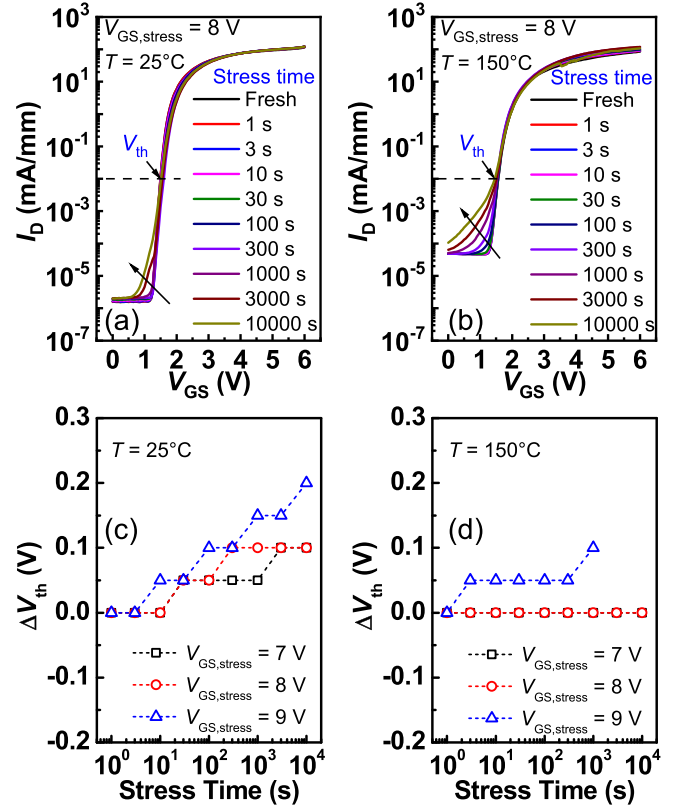 V_GS,stress = 8 V
T = 25°C
Stress time
Fresh
1 s
3 s
10 s
30 s
100 s
300 s
1000 s
3000 s
10000 s
V_th
(a)
10^3
10^1
10^-1
10^-3
10^-5
10^-7
I_D (mA/mm)
0 1 2 3 4 5 6
V_GS (V)
V_GS,stress = 8 V
T = 150°C
Stress time
Fresh
1 s
3 s
10 s
30 s
100 s
300 s
1000 s
3000 s
10000 s
V_th
(b)
10^3
10^1
10^-1
10^-3
10^-5
10^-7
I_D (mA/mm)
0 1 2 3 4 5 6
V_GS (V)
T = 25°C
(c)
0.3
0.2
0.1
0.0
-0.1
-0.2
ΔV_th (V)
V_GS,stress = 7 V
V_GS,stress = 8 V
V_GS,stress = 9 V
10^0 10^1 10^2 10^3 10^4
Stress Time (s)
T = 150°C
(d)
0.3
0.2
0.1
0.0
-0.1
-0.2
ΔV_th (V)
V_GS,stress = 7 V
V_GS,stress = 8 V
V_GS,stress = 9 V
10^0 10^1 10^2 10^3 10^4
Stress Time (s)